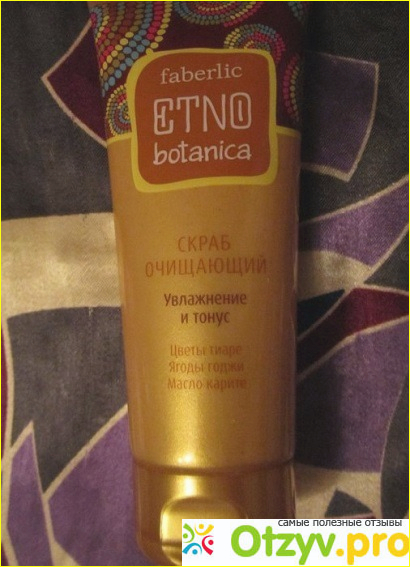 faberlic
ETNO
botanica
СКРАБ
ОЧИЩАЮЩИЙ
Увлажнение
и тонус
Цветы тиаре
Ягоды годжи
Масло карите
самые полезные отзывы
Otzyv.pro